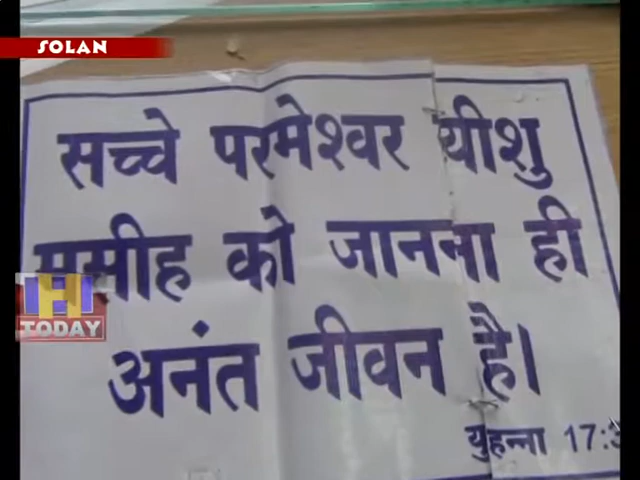 SOLAN
सच्चे परमेश्वर यीशु
मसीह को जानना ही
अनंत जीवन है।
युहन्ना 17:3
H
TODAY